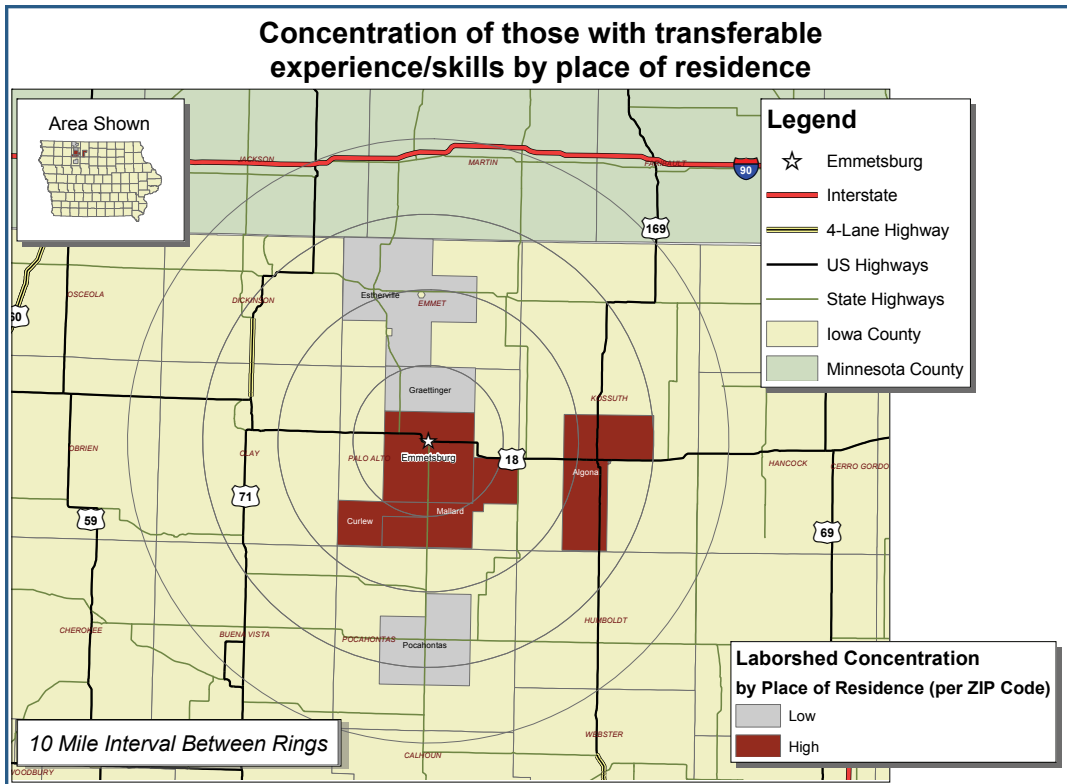 Concentration of those with transferable
experience/skills by place of residence
Area Shown
Legend
Emmetsburg
Interstate
4-Lane Highway
US Highways
State Highways
Iowa County
Minnesota County
JACKSON
MARTIN
FARIBAULT
90
169
OSCEOLA
DICKINSON
Estherville
EMMET
60
Graettinger
KOSSUTH
OBRIEN
CLAY
PALO ALTO
Emmetsburg
18
Algona
HANCOCK
CERRO GORDO
71
59
Curlew
Mallard
69
CHEROKEE
BUENA VISTA
POCAHONTAS
Pocahontas
HUMBOLDT
Laborshed Concentration
by Place of Residence (per ZIP Code)
Low
High
10 Mile Interval Between Rings
CALHOUN
WEBSTER
WOODBURY